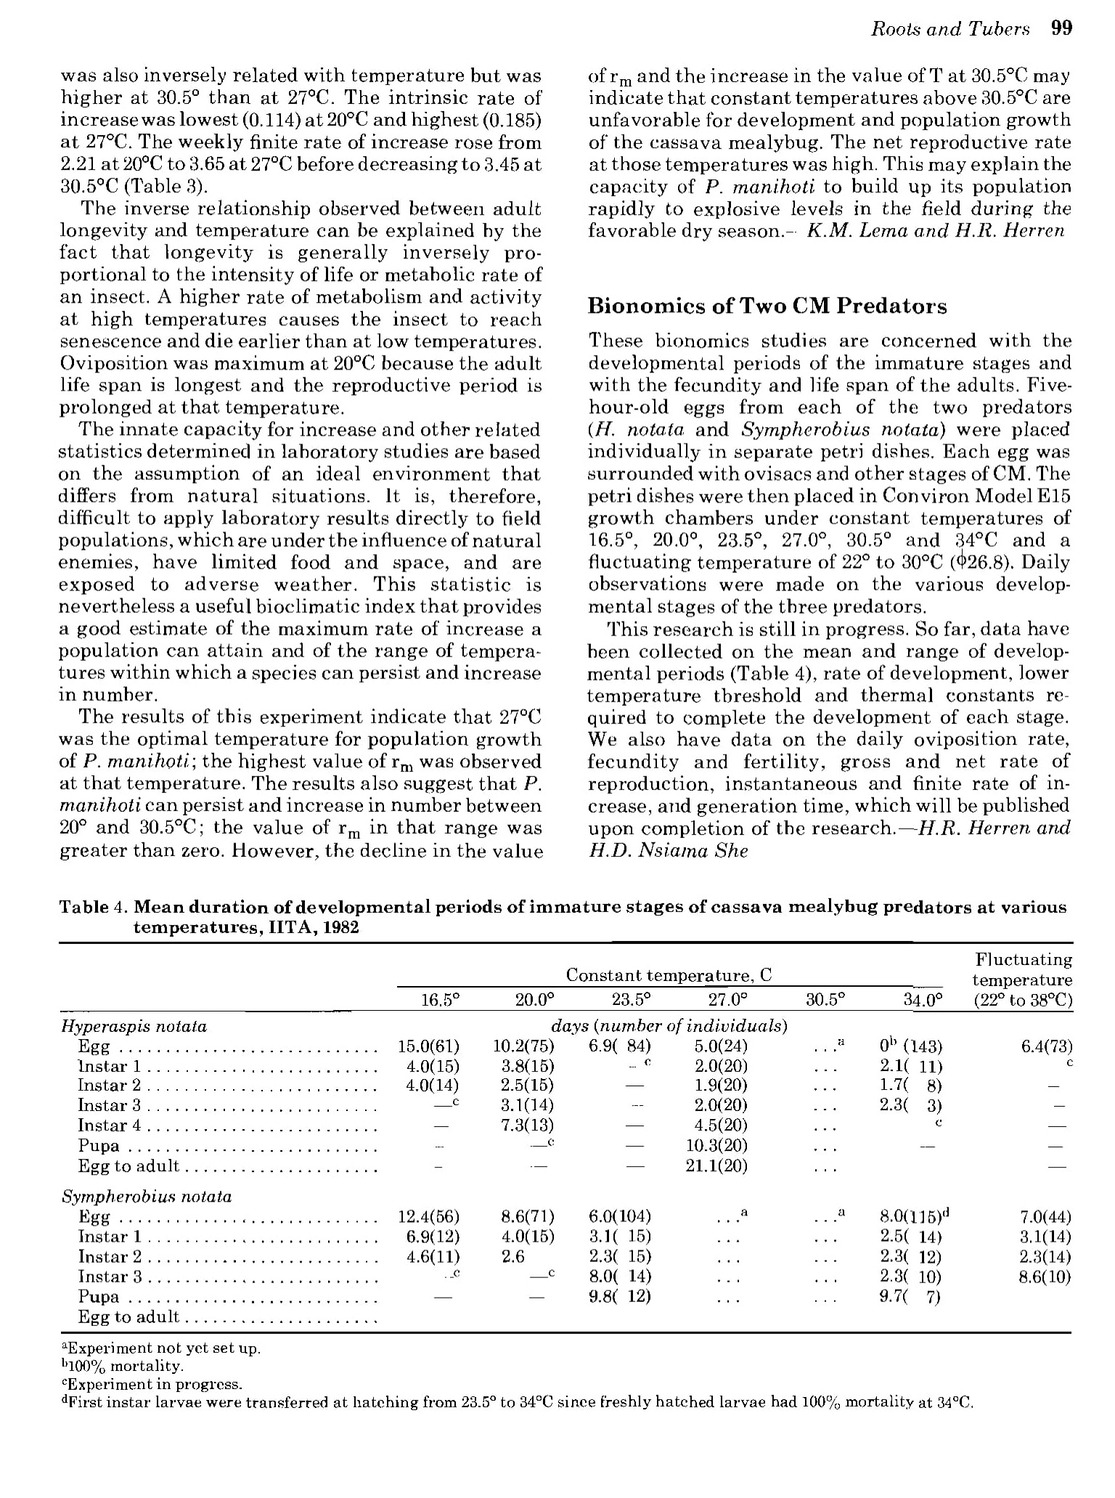 Roots and Tubers 99
was also inversely related with temperature but was
higher at 30.5° than at 27°C. The intrinsic rate of
increase was lowest (0.114) at 20°C and highest (0.185)
at 27°C. The weekly finite rate of increase rose from
2.21 at 20°C to 3.65 at 27°C before decreasing to 3.45 at
30.5°C (Table 3).
The inverse relationship observed between adult
longevity and temperature can be explained by the
fact that longevity is generally inversely pro-
portional to the intensity of life or metabolic rate of
an insect. A higher rate of metabolism and activity
at high temperatures causes the insect to reach
senescence and die earlier than at low temperatures.
Oviposition was maximum at 20°C because the adult
life span is longest and the reproductive period is
prolonged at that temperature.
The innate capacity for increase and other related
statistics determined in laboratory studies are based
on the assumption of an ideal environment that
differs from natural situations. It is, therefore,
difficult to apply laboratory results directly to field
populations, which are under the influence of natural
enemies, have limited food and space, and are
exposed to adverse weather. This statistic is
nevertheless a useful bioclimatic index that provides
a good estimate of the maximum rate of increase a
population can attain and of the range of tempera-
tures within which a species can persist and increase
in number.
The results of this experiment indicate that 27°C
was the optimal temperature for population growth
of P. manihoti; the highest value of rm was observed
at that temperature. The results also suggest that P.
manihoti can persist and increase in number between
20° and 30.5°C; the value of rm in that range was
greater than zero. However, the decline in the value
of rm and the increase in the value of T at 30.5°C may
indicate that constant temperatures above 30.5°C are
unfavorable for development and population growth
of the cassava mealybug. The net reproductive rate
at those temperatures was high. This may explain the
capacity of P. manihoti to build up its population
rapidly to explosive levels in the field during the
favorable dry season.-- K.M. Lema and H.R. Herren
Bionomics of Two CM Predators
These bionomics studies are concerned with the
developmental periods of the immature stages and
with the fecundity and life span of the adults. Five-
hour-old eggs from each of the two predators
(H. notata and Sympherobius notata) were placed
individually in separate petri dishes. Each egg was
surrounded with ovisacs and other stages of CM. The
petri dishes were then placed in Conviron Model E15
growth chambers under constant temperatures of
16.5°, 20.0°, 23.5°, 27.0°, 30.5° and 34°C and a
fluctuating temperature of 22° to 30°C (ϕ26.8). Daily
observations were made on the various develop-
mental stages of the three predators.
This research is still in progress. So far, data have
been collected on the mean and range of develop-
mental periods (Table 4), rate of development, lower
temperature threshold and thermal constants re-
quired to complete the development of each stage.
We also have data on the daily oviposition rate,
fecundity and fertility, gross and net rate of
reproduction, instantaneous and finite rate of in-
crease, and generation time, which will be published
upon completion of the research.—H.R. Herren and
H.D. Nsiama She
Table 4. Mean duration of developmental periods of immature stages of cassava mealybug predators at various
temperatures, IITA, 1982
Fluctuating
Constant temperature, C temperature
16.5° 20.0° 23.5° 27.0° 30.5° 34.0° (22° to 38°C)
Hyperaspis notata days (number of individuals)
Egg ............................ 15.0(61) 10.2(75) 6.9( 84) 5.0(24) ...a 0b (143) 6.4(73)
Instar 1 ......................... 4.0(15) 3.8(15) – c 2.0(20) ... 2.1( 11) c
Instar 2 ......................... 4.0(14) 2.5(15) — 1.9(20) ... 1.7( 8) –
Instar 3 ......................... —c 3.1(14) — 2.0(20) ... 2.3( 3) –
Instar 4 ......................... — 7.3(13) — 4.5(20) ... c —
Pupa ........................... – —c — 10.3(20) ... — —
Egg to adult ..................... – — — 21.1(20) ... —
Sympherobius notata
Egg ............................ 12.4(56) 8.6(71) 6.0(104) ...a ...a 8.0(115)d 7.0(44)
Instar 1 ......................... 6.9(12) 4.0(15) 3.1( 15) ... ... 2.5( 14) 3.1(14)
Instar 2 ......................... 4.6(11) 2.6 2.3( 15) ... ... 2.3( 12) 2.3(14)
Instar 3 ......................... –c —c 8.0( 14) ... ... 2.3( 10) 8.6(10)
Pupa ........................... — — 9.8( 12) ... ... 9.7( 7)
Egg to adult .....................
aExperiment not yet set up.
b100% mortality.
cExperiment in progress.
dFirst instar larvae were transferred at hatching from 23.5° to 34°C since freshly hatched larvae had 100% mortality at 34°C.